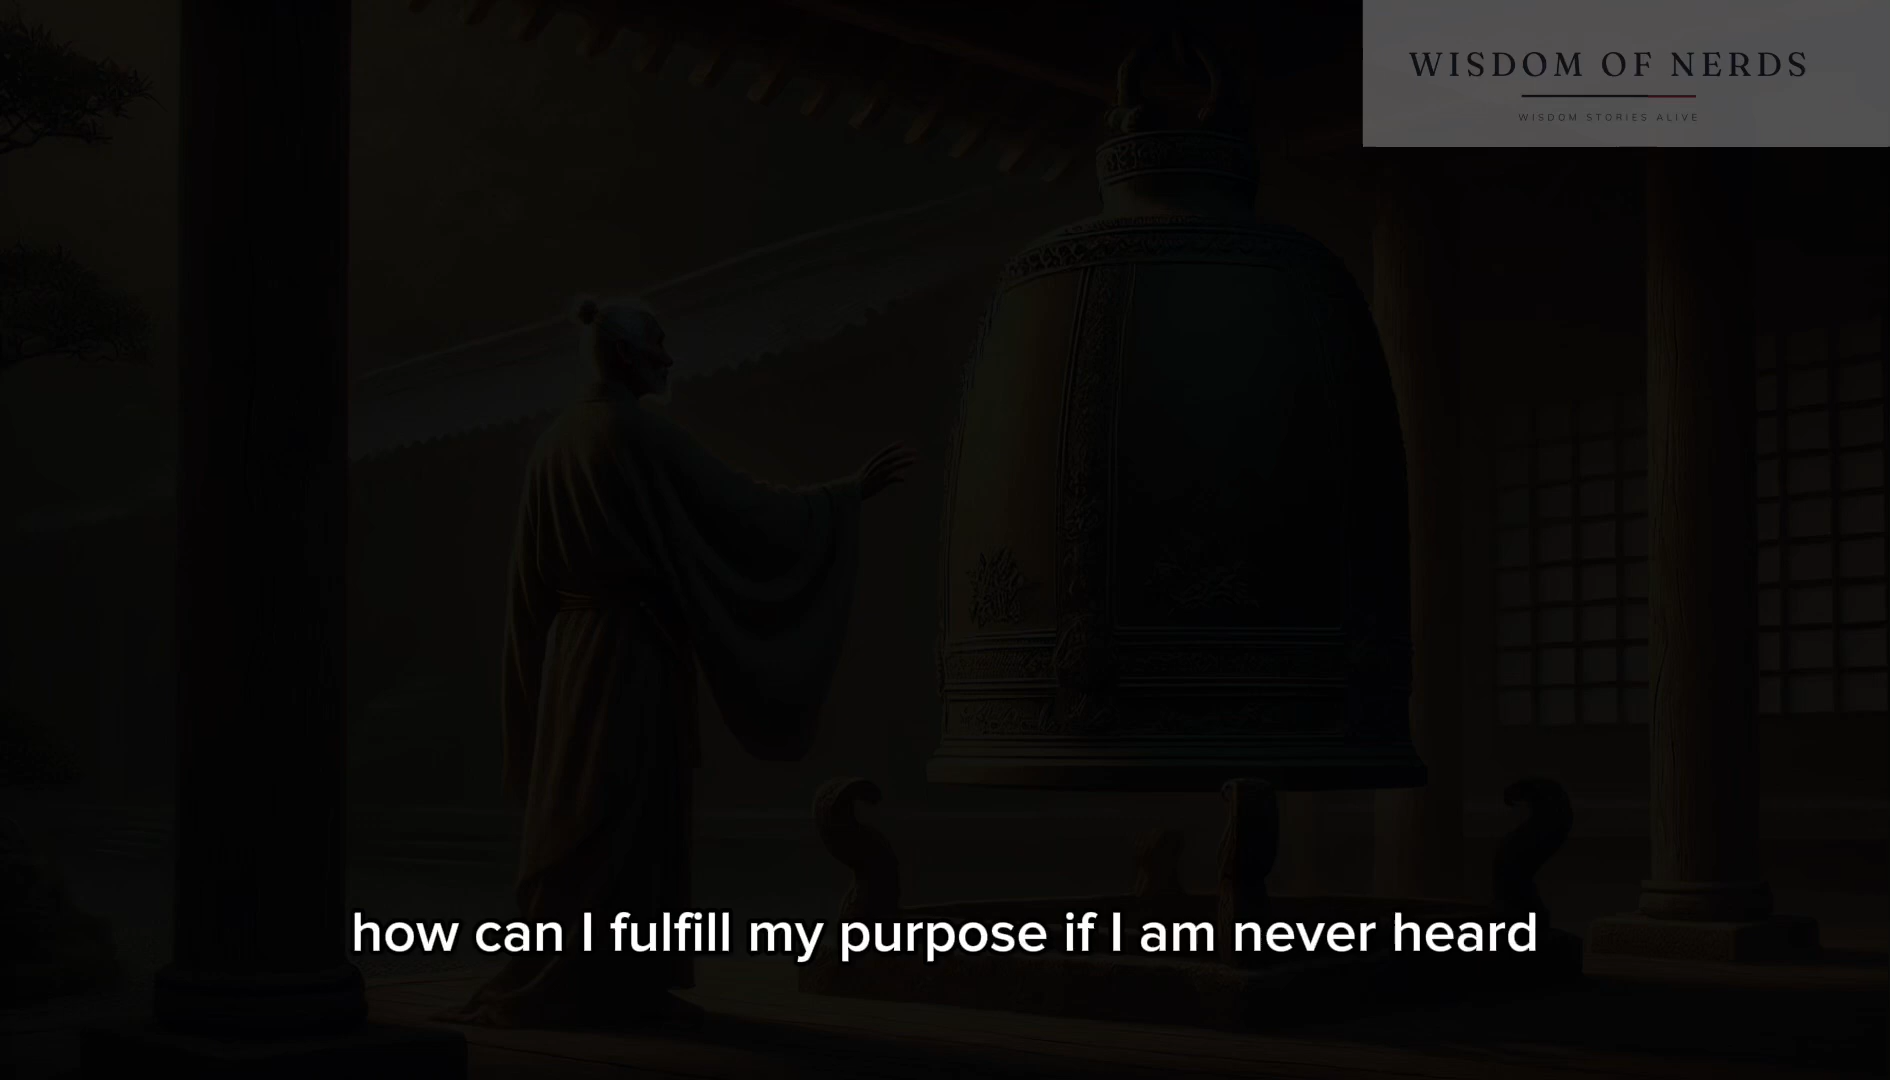 WISDOM OF NERDS
WISDOM STORIES ALIVE
how can I fulfill my purpose if I am never heard